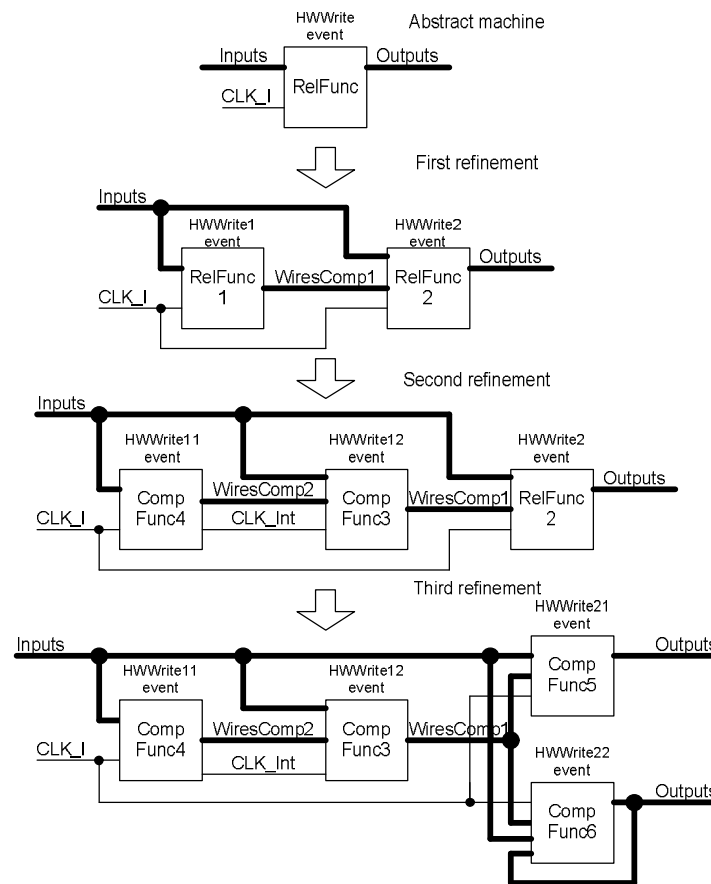 HWWrite
event
Abstract machine
Inputs
Outputs
RelFunc
CLK_I
First refinement
Inputs
HWWrite1
event
HWWrite2
event
Outputs
RelFunc
1
WiresComp1
RelFunc
2
CLK_I
Second refinement
Inputs
HWWrite11
event
HWWrite12
event
HWWrite2
event
Outputs
Comp
Func4
WiresComp2
Comp
Func3
WiresComp1
RelFunc
2
CLK_I
CLK_Int
Third refinement
HWWrite21
event
Inputs
Outputs
HWWrite11
event
HWWrite12
event
Comp
Func5
Comp
Func4
WiresComp2
Comp
Func3
WiresComp1
CLK_I
CLK_Int
HWWrite22
event
Outputs
Comp
Func6